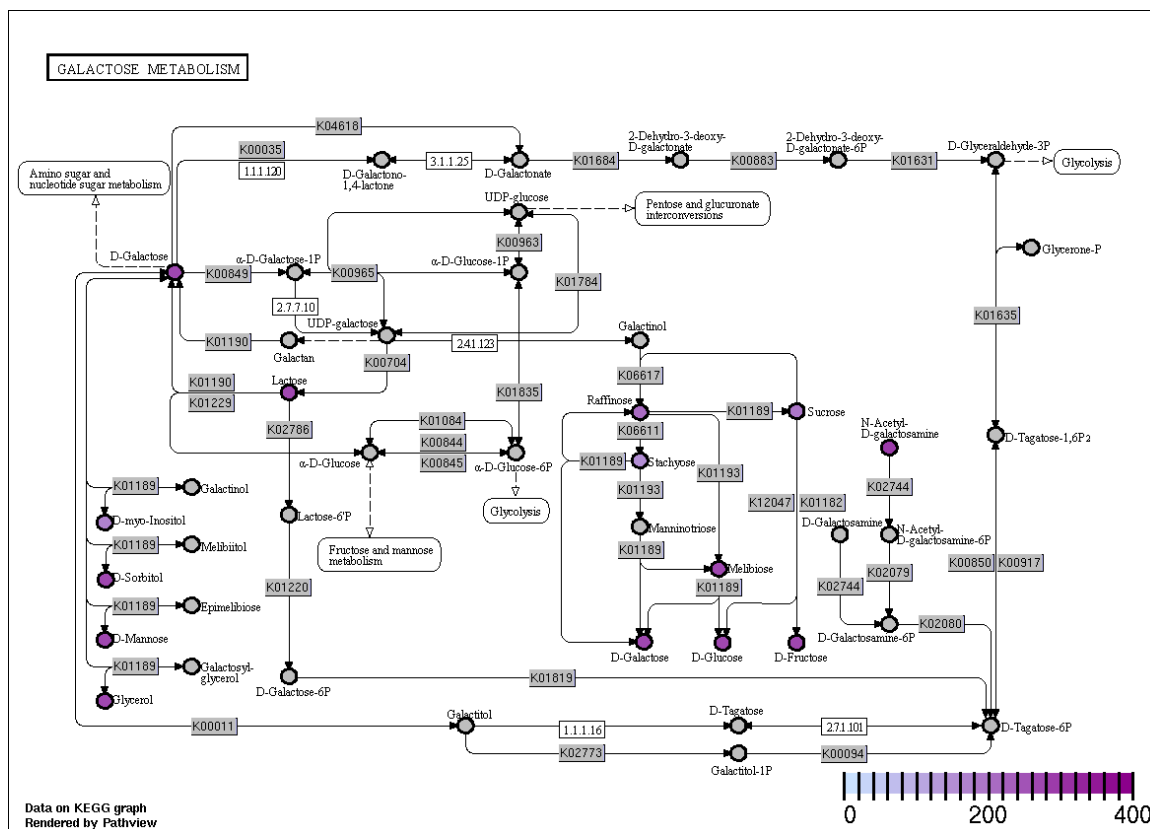 GALACTOSE METABOLISM
K04618
K00035
1.1.1.120
D-Galactono-
1,4-lactone
3.1.1.25
D-Galactonate
K01684
2-Dehydro-3-deoxy-
D-galactonate
K00883
2-Dehydro-3-deoxy-
D-galactonate-6P
K01631
D-Glyceraldehyde-3P
Glycolysis
Amino sugar and
nucleotide sugar metabolism
UDP-glucose
Pentose and glucuronate
interconversions
K00963
Glycerone-P
D-Galactose
K00849
α-D-Galactose-1P
K00965
α-D-Glucose-1P
K01784
2.7.7.10
K01635
UDP-galactose
K01190
Galactan
2.4.1.123
Galactinol
K00704
K01190
K01229
Lactose
K01835
K06617
Raffinose
K01189
Sucrose
K02786
K01084
K00844
K00845
α-D-Glucose
α-D-Glucose-6P
K06611
K01189
Stachyose
K01193
K01193
N-Acetyl-
D-galactosamine
D-Tagatose-1,6P2
K02744
K12047
K01182
K01189
Galactinol
D-myo-Inositol
Lactose-6'P
Glycolysis
Manninotriose
D-Galactosamine
N-Acetyl-
D-galactosamine-6P
K01189
Melibiitol
D-Sorbitol
Fructose and mannose
metabolism
K01189
Melibiose
K01189
K02744
K02079
K00850
K00917
K01220
K01189
Epimelibiose
D-Mannose
D-Galactose
D-Glucose
D-Fructose
D-Galactosamine-6P
K02080
K01189
Galactosyl-
glycerol
Glycerol
D-Galactose-6P
K01819
K00011
Galactitol
1.1.1.16
D-Tagatose
2.7.1.101
D-Tagatose-6P
K02773
Galactitol-1P
K00094
0
200
400
Data on KEGG graph
Rendered by Pathview